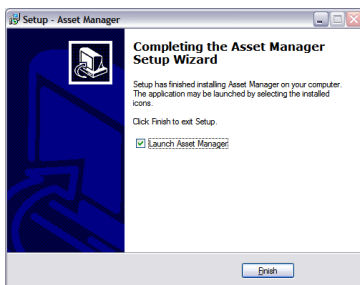 Setup - Asset Manager
Completing the Asset Manager
Setup Wizard
Setup has finished installing Asset Manager on your computer.
The application may be launched by selecting the installed
icons.
Click Finish to exit Setup.
Launch Asset Manager
Finish